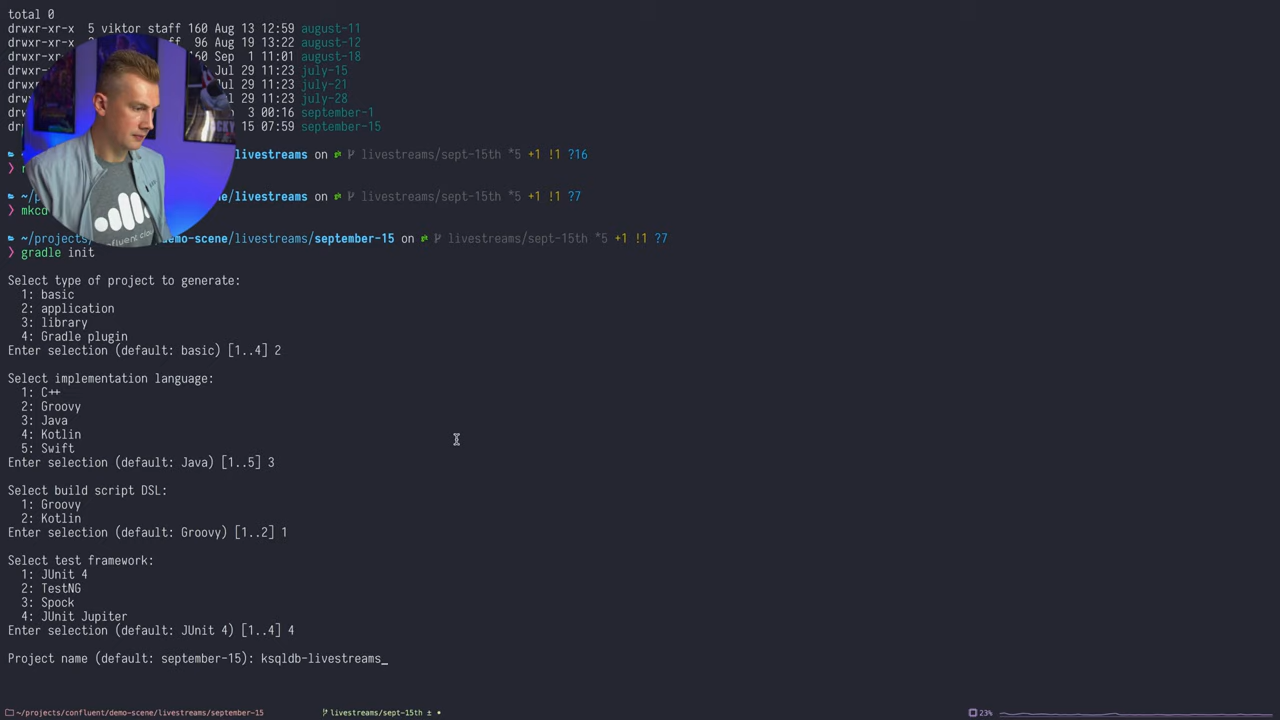 total 0
drwxr-xr-x 5 viktor staff 160 Aug 13 12:59 august-11
drwxr-xr-x ff 96 Aug 19 13:22 august-12
drwxr-xr 160 Sep 1 11:01 august-18
drwxr- Jul 29 11:23 july-15
drwx Jul 29 11:23 july-21
drwx Jul 29 11:23 july-28
drw 3 00:16 september-1
dr 15 07:59 september-15
livestreams on livestreams/sept-15th *5 +1 !1 ?16
❯
~/p livestreams on livestreams/sept-15th *5 +1 !1 ?7
❯ mkcd
~/projects/ demo-scene/livestreams/september-15 on livestreams/sept-15th *5 +1 !1 ?7
❯ gradle init
Select type of project to generate:
1: basic
2: application
3: library
4: Gradle plugin
Enter selection (default: basic) [1..4] 2
Select implementation language:
1: C++
2: Groovy
3: Java
4: Kotlin
5: Swift
Enter selection (default: Java) [1..5] 3
Select build script DSL:
1: Groovy
2: Kotlin
Enter selection (default: Groovy) [1..2] 1
Select test framework:
1: JUnit 4
2: TestNG
3: Spock
4: JUnit Jupiter
Enter selection (default: JUnit 4) [1..4] 4
Project name (default: september-15): ksqldb-livestreams_
~/projects/confluent/demo-scene/livestreams/september-15 livestreams/sept-15th ± • 23%